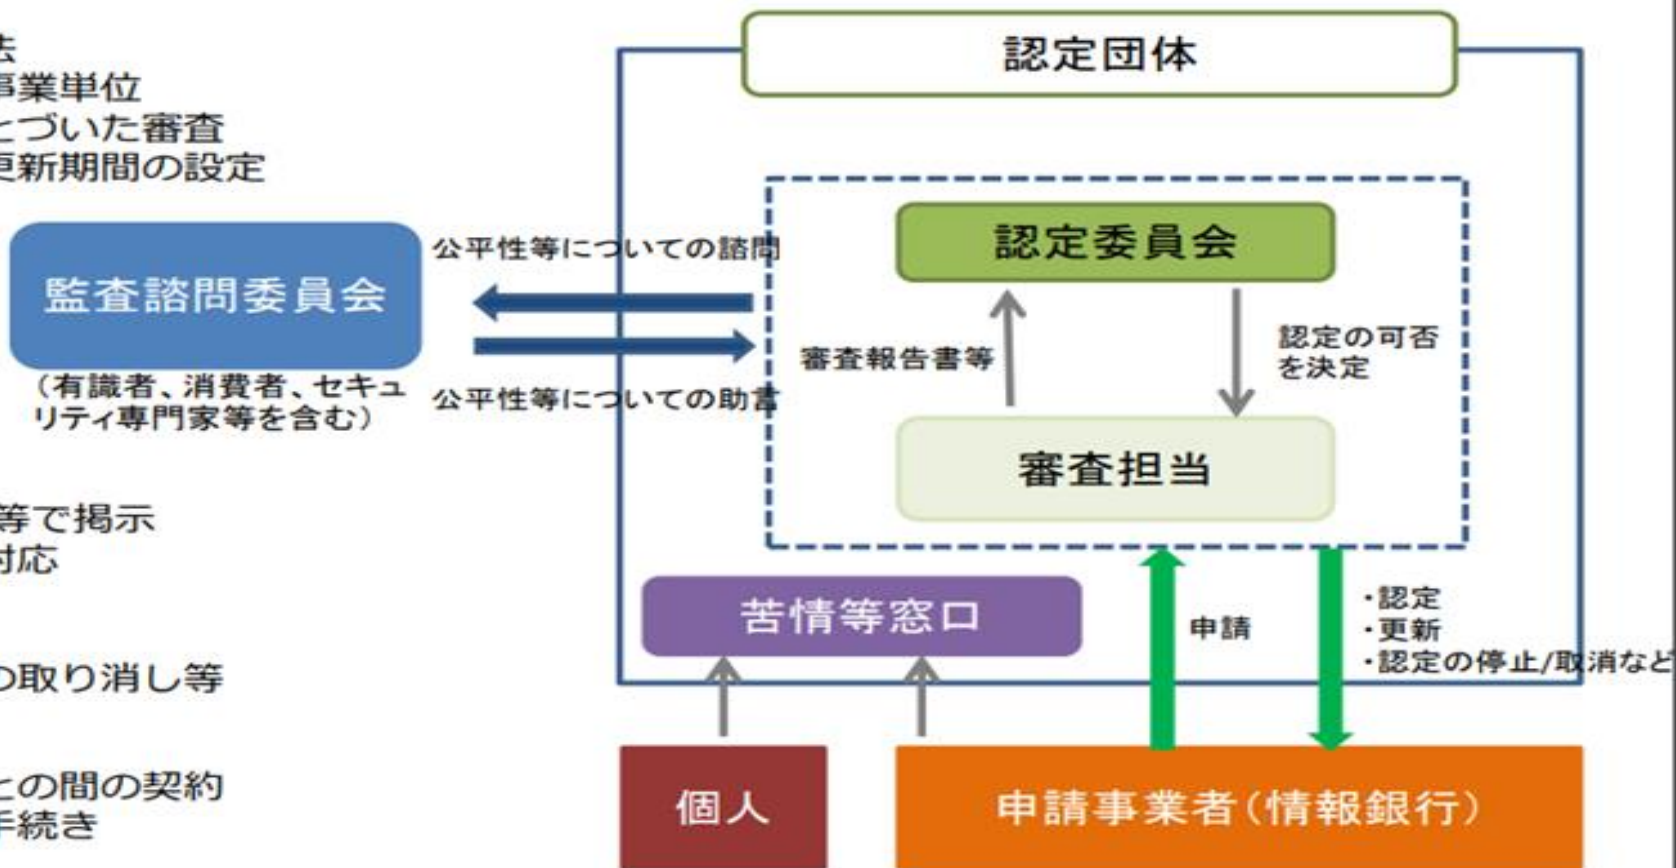 法
事業単位
とづいた審査
更新期間の設定
認定団体
認定委員会
公平性等についての諮問
監査諮問委員会
審査報告書等
認定の可否
を決定
（有識者、消費者、セキュ
リティ専門家等を含む）
公平性等についての助言
審査担当
等で掲示
対応
苦情等窓口
申請
・認定
・更新
・認定の停止/取消など
の取り消し等
との間の契約
手続き
個人
申請事業者（情報銀行）